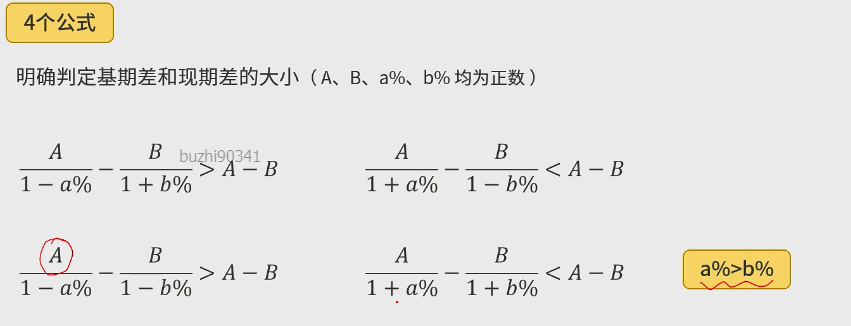 4个公式
明确判定基期差和现期差的大小（A、B、a%、b% 均为正数）
buzhi90341
A/(1 − a%) − B/(1 + b%) > A − B
A/(1 + a%) − B/(1 − b%) < A − B
A/(1 − a%) − B/(1 − b%) > A − B
A/(1 + a%) − B/(1 + b%) < A − B
a%>b%